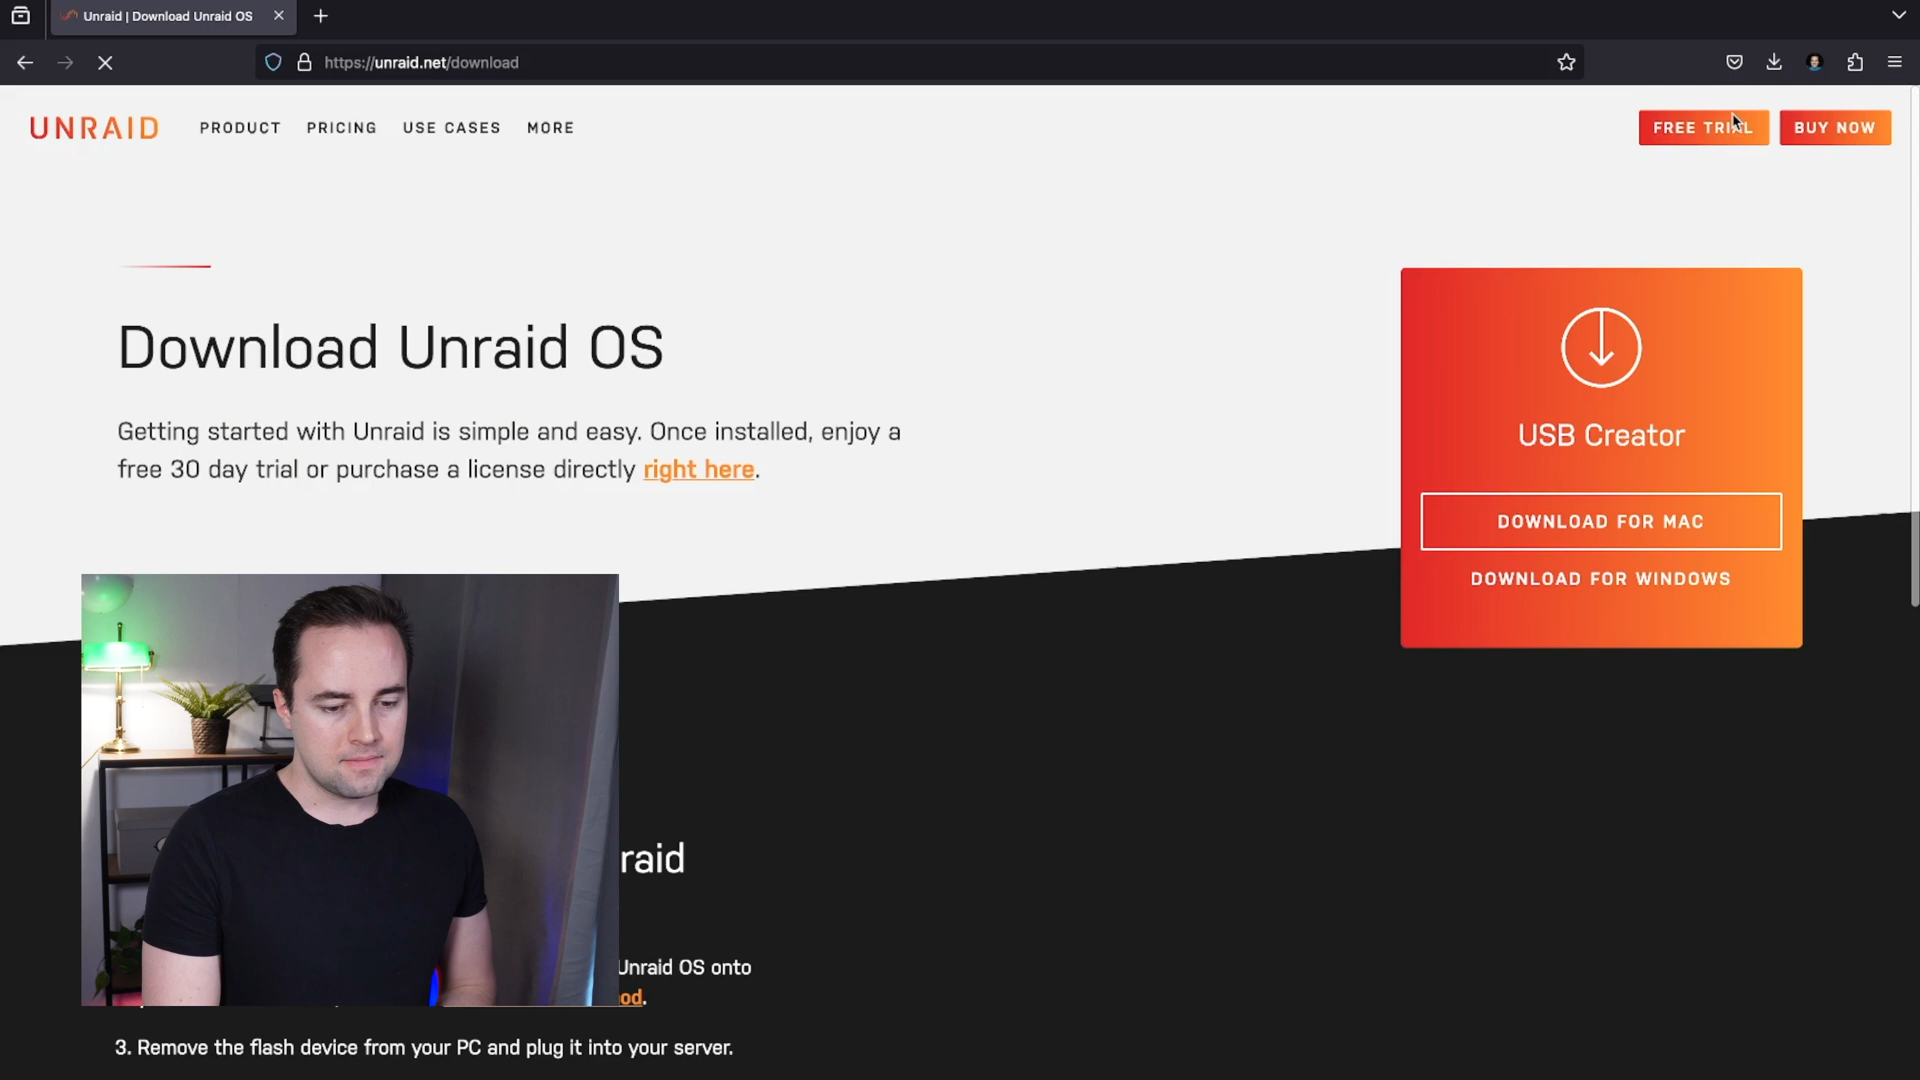 Unraid | Download Unraid OS
https://unraid.net/download
UNRAID
PRODUCT
PRICING
USE CASES
MORE
FREE TRIAL
BUY NOW
Download Unraid OS
Getting started with Unraid is simple and easy. Once installed, enjoy a
free 30 day trial or purchase a license directly right here.
USB Creator
DOWNLOAD FOR MAC
DOWNLOAD FOR WINDOWS
raid
Unraid OS onto
od.
3. Remove the flash device from your PC and plug it into your server.